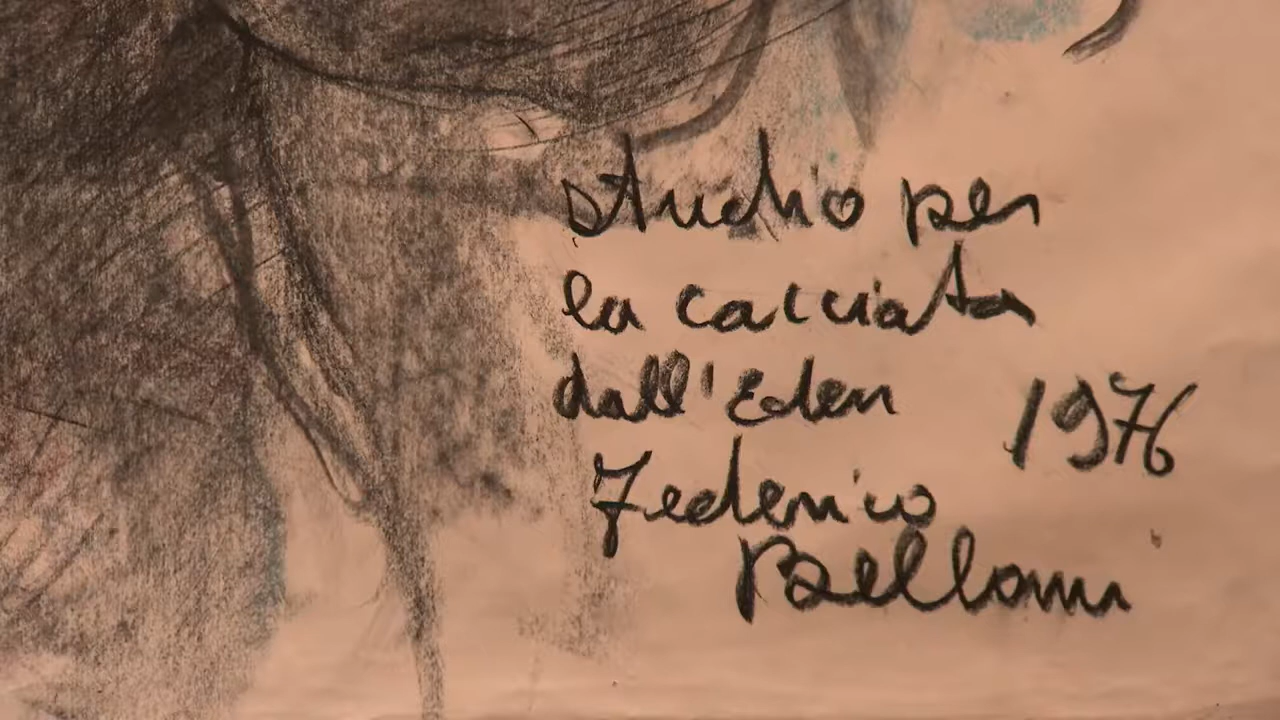 studio per
la cacciata
dall'Eden 1976
Federico
Bellomi